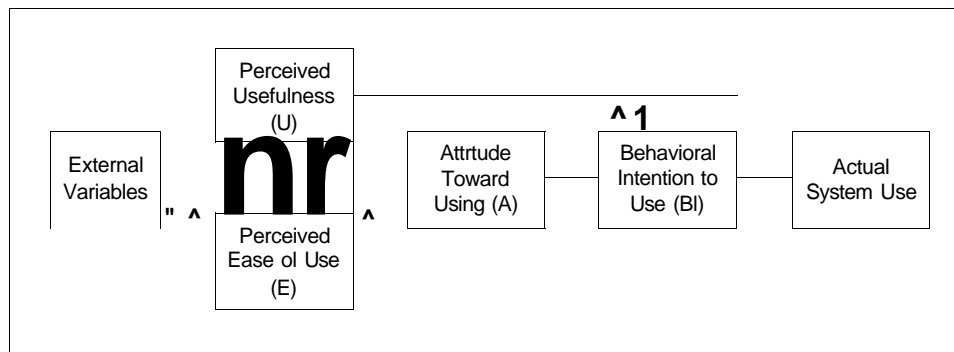 Perceived
Usefulness
(U)
^ 1
nr
External
Variables
" ^
^
Attrtude
Toward
Using (A)
Behavioral
Intention to
Use (BI)
Actual
System Use
Perceived
Ease ol Use
(E)